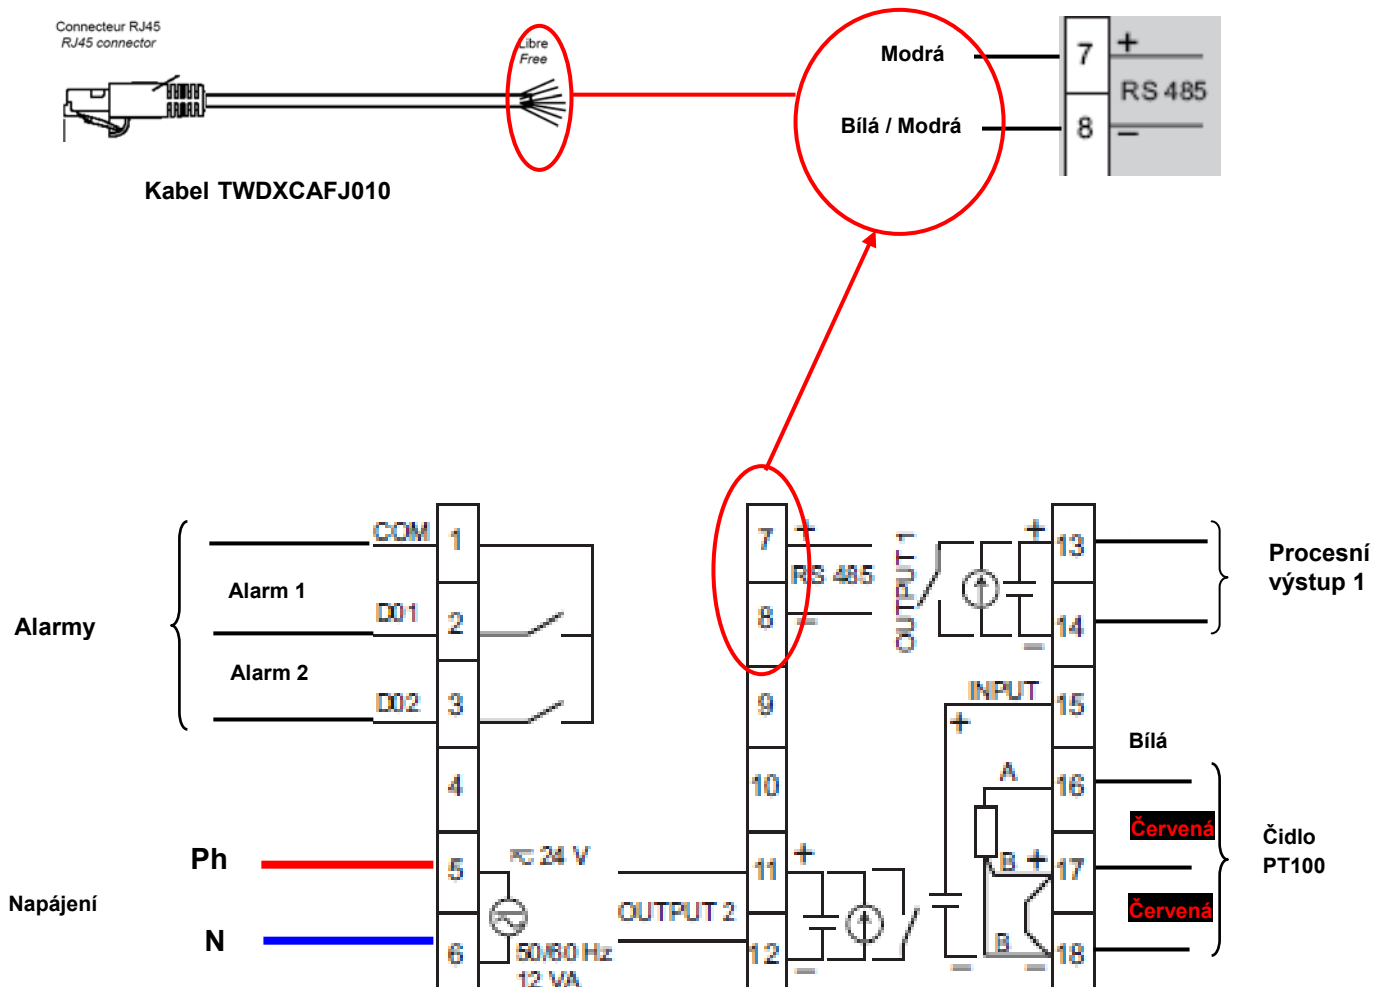 Connecteur RJ45
RJ45 connector
Libre
Free
Modrá
7
+
RS 485
Bílá / Modrá
8
–
Kabel TWDXCAFJ010
COM
1
Alarm 1
D01
2
Alarmy
Alarm 2
D02
3
4
Ph
5
24 V
Napájení
N
6
50/60 Hz
12 VA
7
+
RS 485
8
–
9
10
11
+
OUTPUT 2
12
–
OUTPUT 1
+
13
Procesní
výstup 1
14
–
INPUT
15
+
Bílá
A
16
Červená
Čidlo
PT100
B
+
17
Červená
B
18
–
–